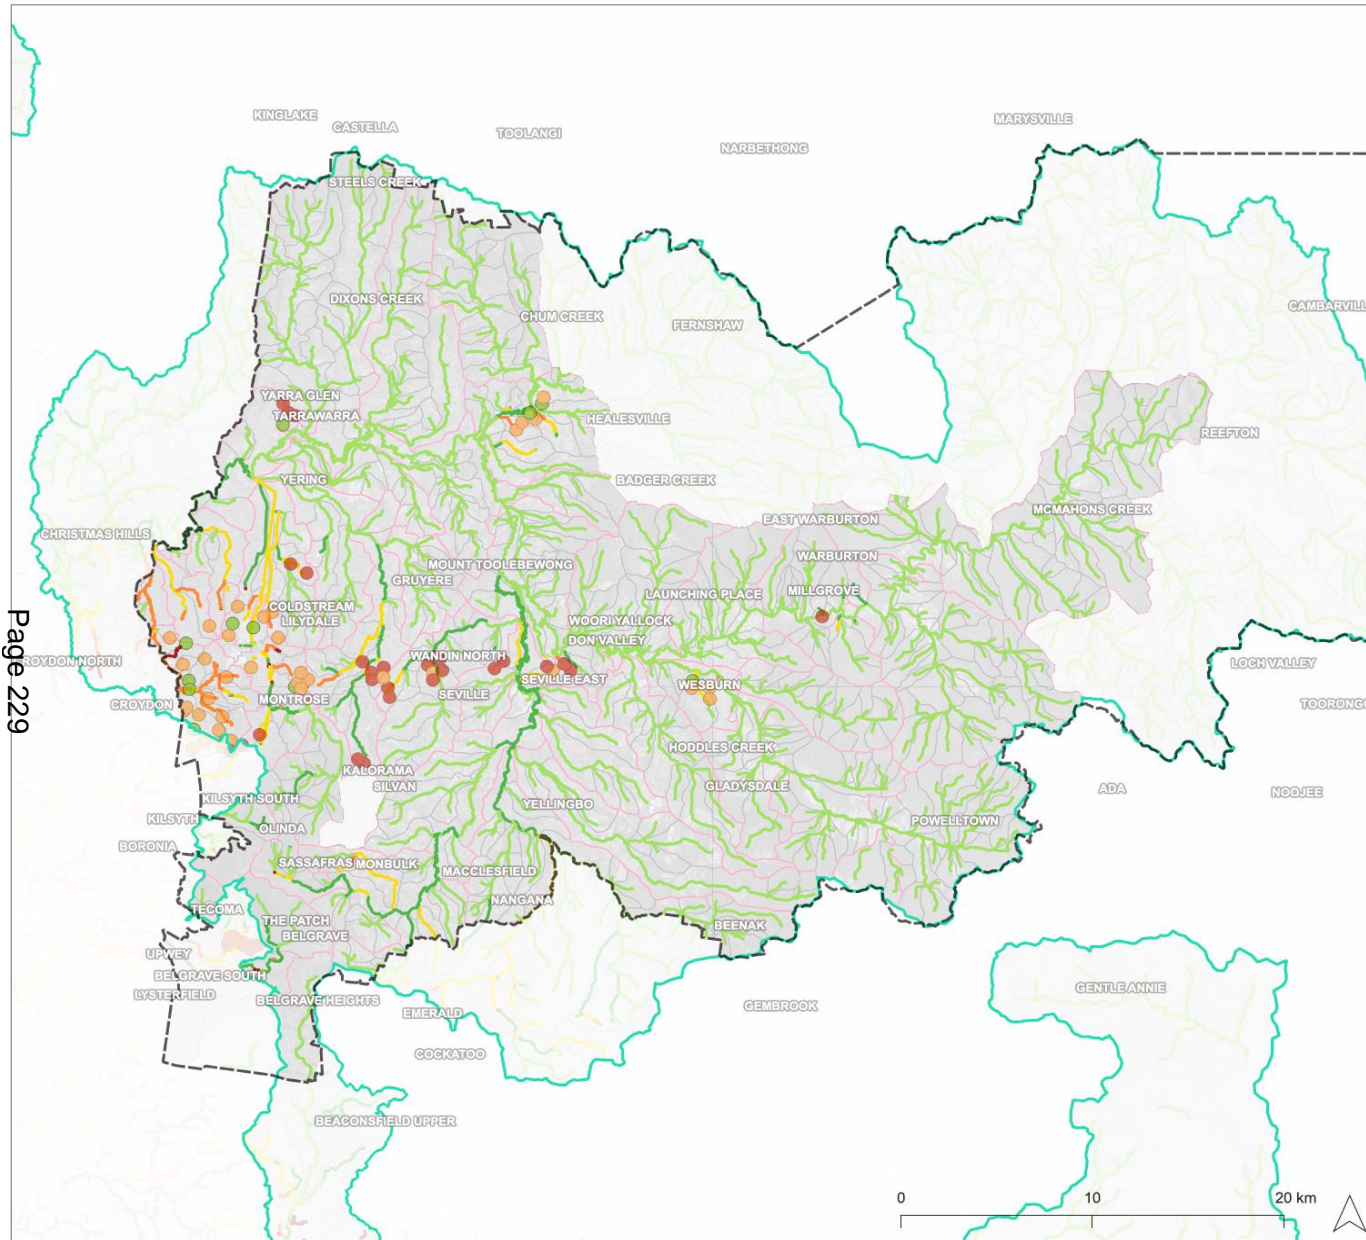 KINGLAKE
CASTELLA
TOOLANGI
MARYSVILLE
NARBETHONG
STEELS CREEK
DIXONS CREEK
CHUM CREEK
FERNSHAW
CAMBARVILL
YARRA GLEN
TARRAWARRA
HEALESVILLE
REEFTON
YERING
BADGER CREEK
MCMAHONS CREEK
EAST WARBURTON
CHRISTMAS HILLS
WARBURTON
MOUNT TOOLEBEWONG
GRUYERE
LAUNCHING PLACE
MILLGROVE
COLDSTREAM
LILYDALE
WOORI YALLOCK
DON VALLEY
WANDIN NORTH
ROYDON NORTH
LOCH VALLEY
SEVILLE EAST
WESBURN
SEVILLE
MONTROSE
CROYDON
TOORONGO
Page 229
HODDLES CREEK
KALORAMA
SILVAN
GLADYSDALE
ADA
NOOJEE
KILSYTH SOUTH
YELLINGBO
KILSYTH
POWELLTOWN
OLINDA
BORONIA
SASSAFRAS
MONBULK
MACCLESFIELD
NANGANA
TECOMA
THE PATCH
BEENAK
BELGRAVE
UPWEY
BELGRAVE SOUTH
LYSTERFIELD
GENTLE ANNIE
BELGRAVE HEIGHTS
EMERALD
GEMBROOK
COCKATOO
BEACONSFIELD UPPER
0 10 20 km